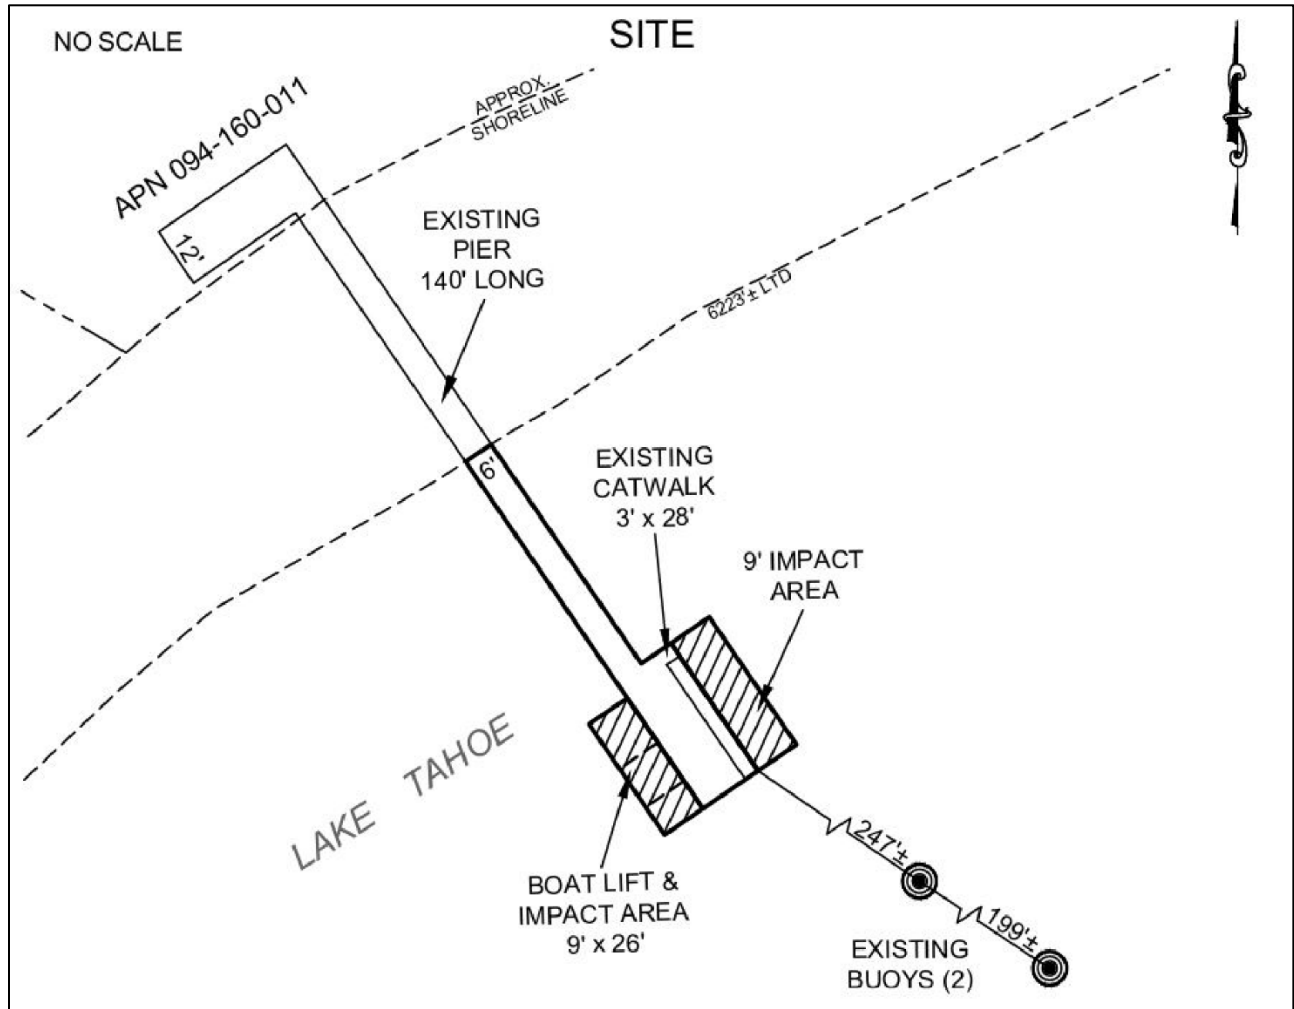 NO SCALE
SITE
APPROX.
SHORELINE
APN 094-160-011
12'
EXISTING
PIER
140' LONG
6223'± LTD
6'
EXISTING
CATWALK
3' x 28'
9' IMPACT
AREA
LAKE TAHOE
BOAT LIFT &
IMPACT AREA
9' x 26'
247'±
199'±
EXISTING
BUOYS (2)